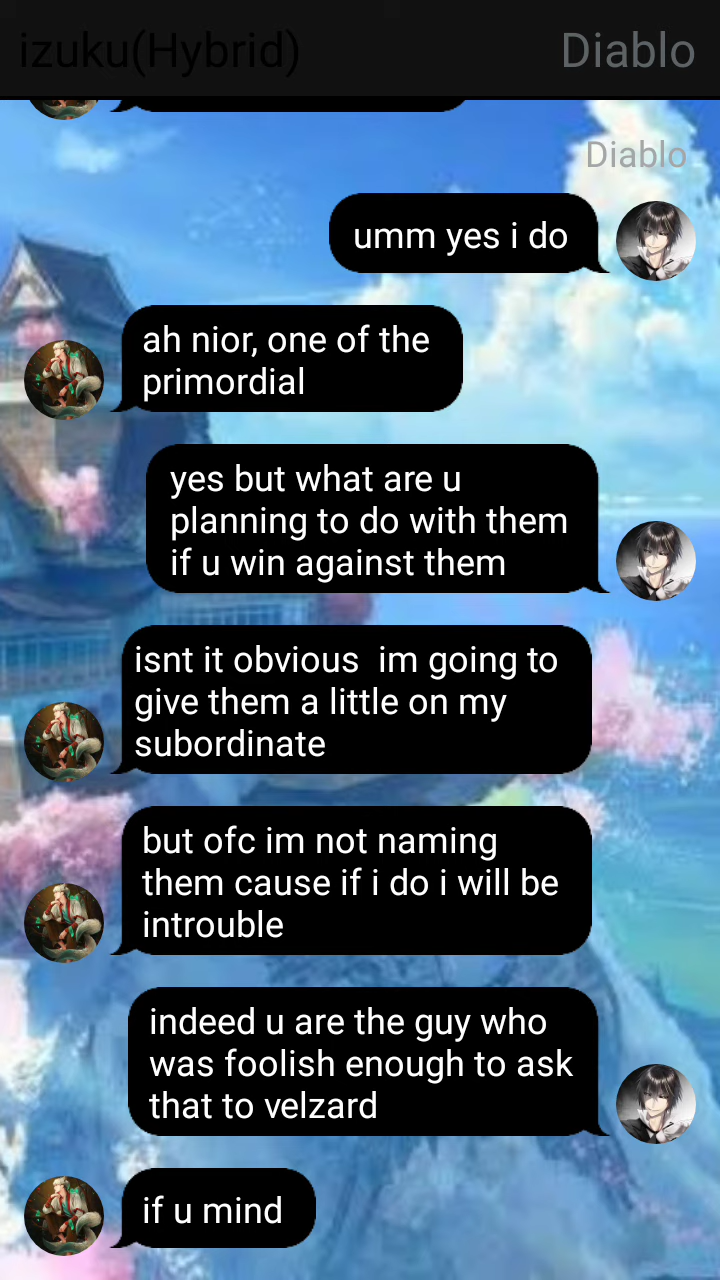 izuku(Hybrid)
Diablo
Diablo
umm yes i do
ah nior, one of the
primordial
yes but what are u
planning to do with them
if u win against them
isnt it obvious  im going to
give them a little on my
subordinate
but ofc im not naming
them cause if i do i will be
introuble
indeed u are the guy who
was foolish enough to ask
that to velzard
if u mind